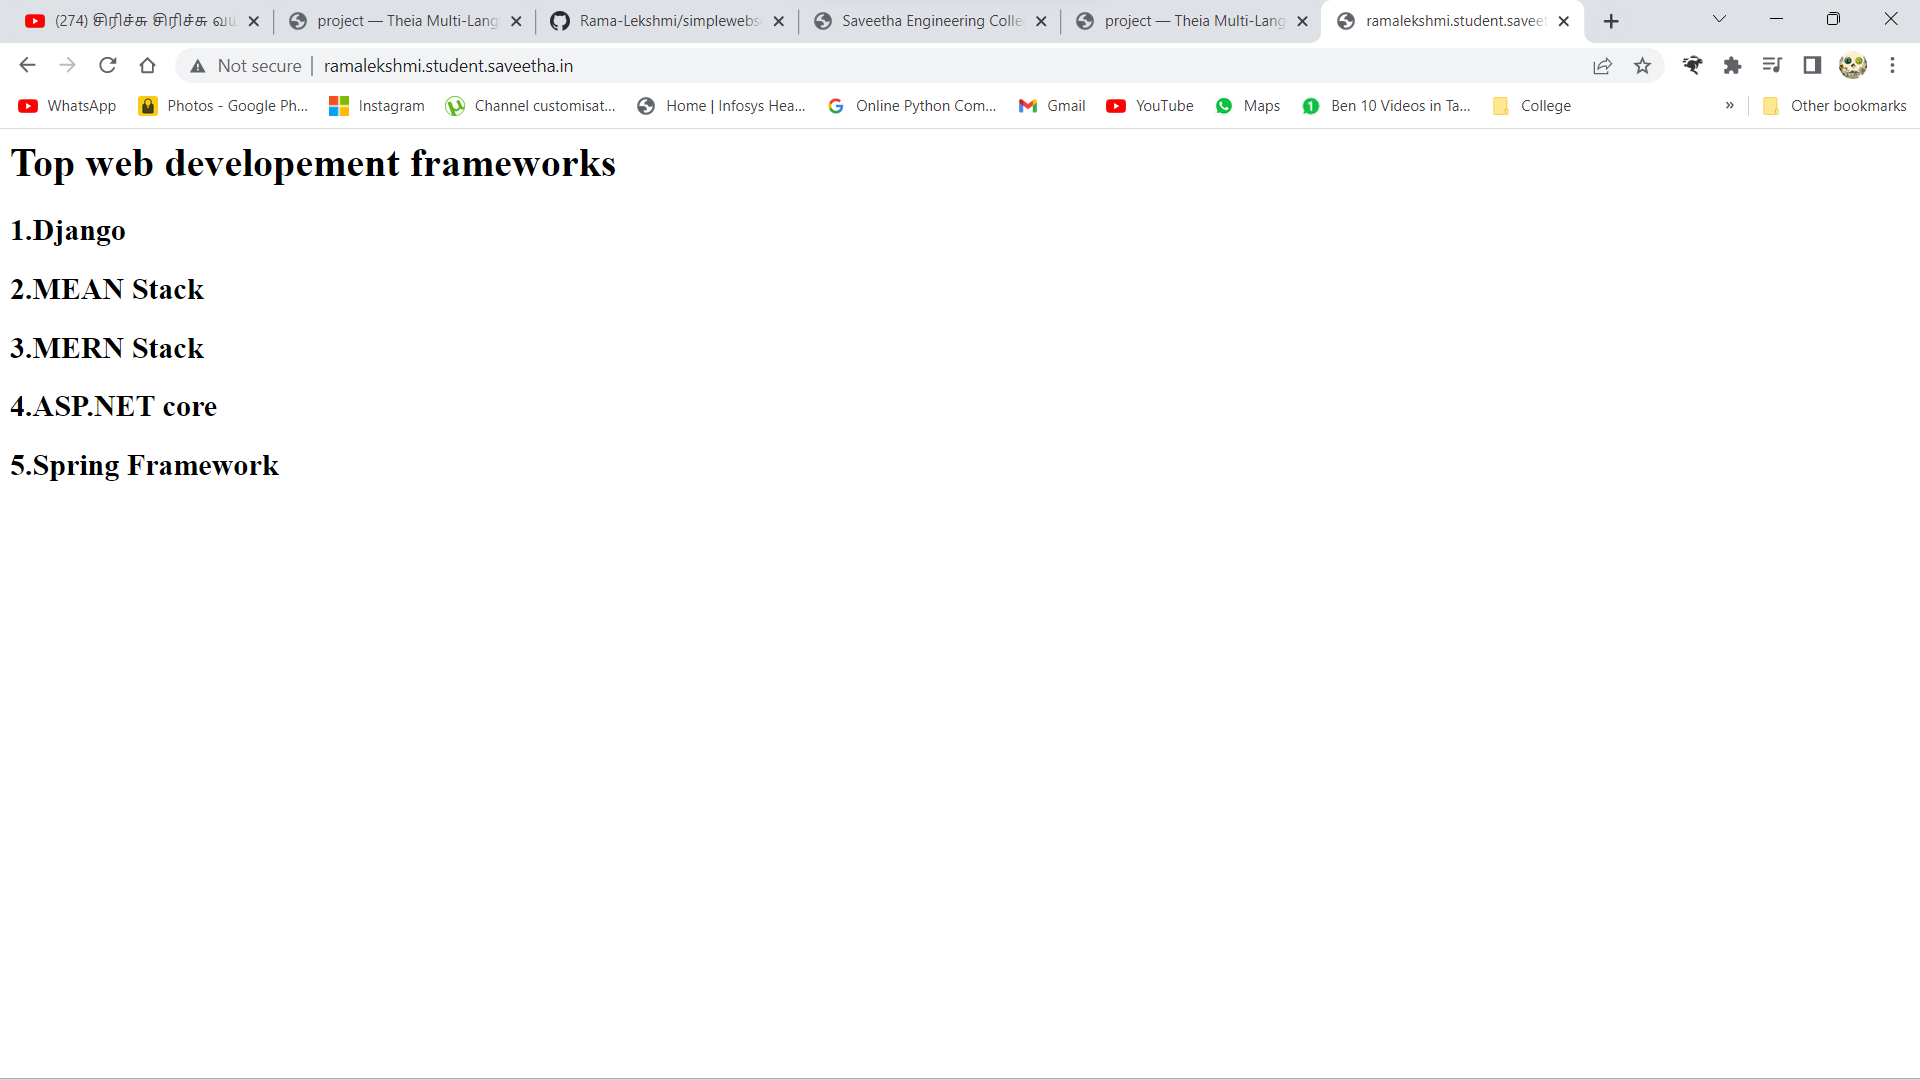 (274) சிரிச்சு சிரிச்சு
project — Theia Multi-Lang
Rama-Lekshmi/simplewebse
Saveetha Engineering Colle
project — Theia Multi-Lang
ramalekshmi.student.saveet
Not secure
ramalekshmi.student.saveetha.in
WhatsApp
Photos - Google Ph...
Instagram
Channel customisat...
Home | Infosys Hea...
Online Python Com...
Gmail
YouTube
Maps
Ben 10 Videos in Ta...
College
»
Other bookmarks
Top web developement frameworks
1.Django
2.MEAN Stack
3.MERN Stack
4.ASP.NET core
5.Spring Framework